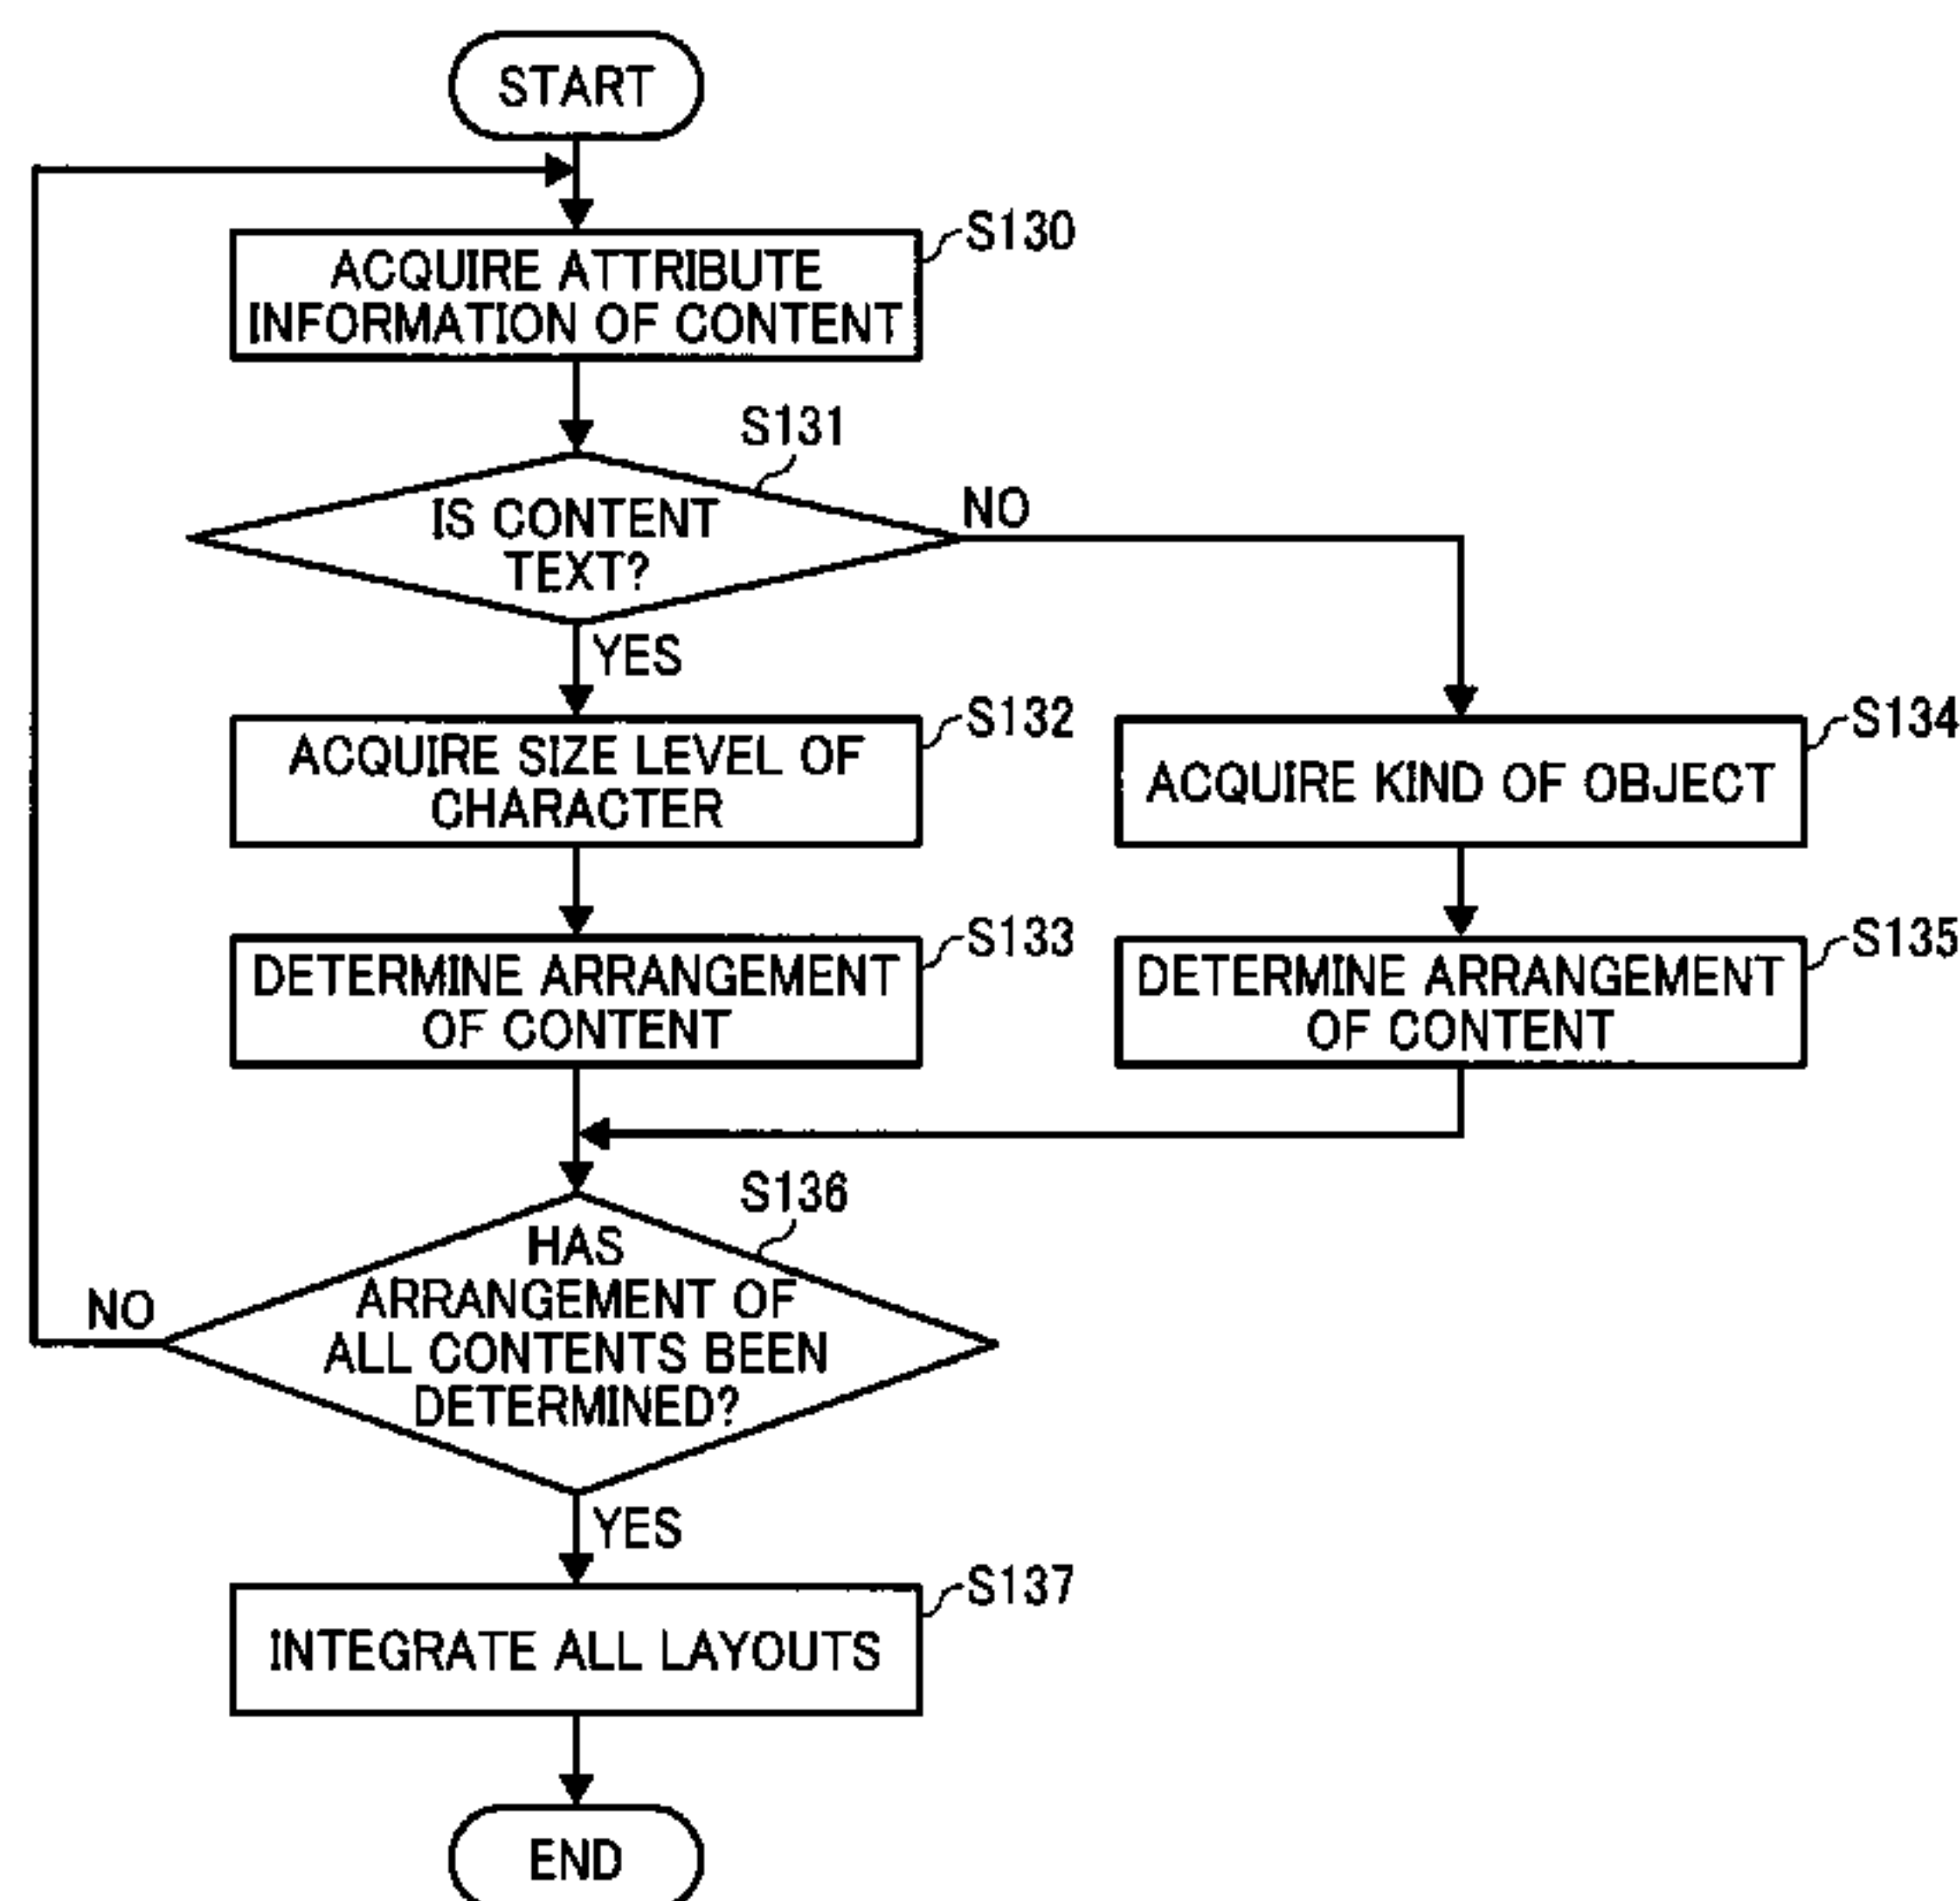 START
S130
ACQUIRE ATTRIBUTE
INFORMATION OF CONTENT
S131
IS CONTENT
TEXT?
NO
YES
S132
ACQUIRE SIZE LEVEL OF
CHARACTER
S134
ACQUIRE KIND OF OBJECT
S133
DETERMINE ARRANGEMENT
OF CONTENT
S135
DETERMINE ARRANGEMENT
OF CONTENT
S136
HAS
ARRANGEMENT OF
ALL CONTENTS BEEN
DETERMINED?
NO
YES
S137
INTEGRATE ALL LAYOUTS
END